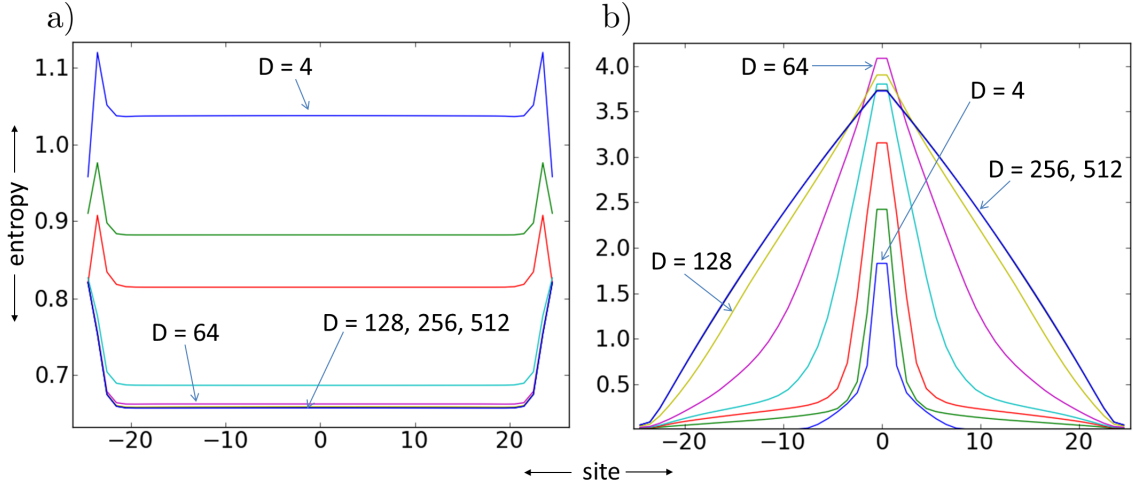 a)
b)
1.1
1.0
0.9
0.8
0.7
entropy
D = 4
D = 64
D = 128, 256, 512
−20
−10
0
10
20
4.0
3.5
3.0
2.5
2.0
1.5
1.0
0.5
D = 64
D = 4
D = 256, 512
D = 128
−20
−10
0
10
20
site